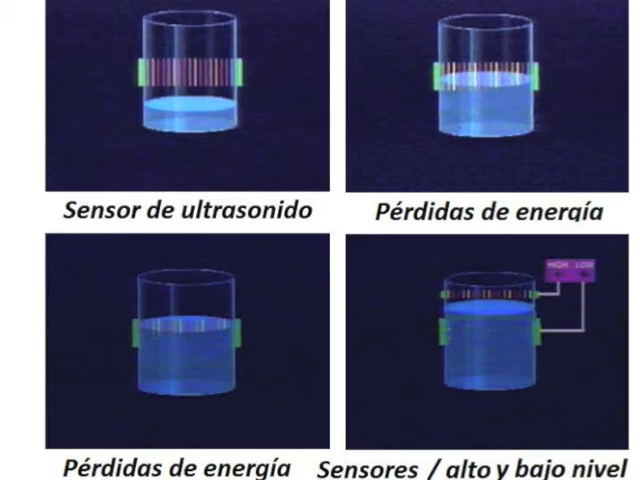 Sensor de ultrasonido
Pérdidas de energía
HIGH LOW
Pérdidas de energía
Sensores / alto y bajo nivel